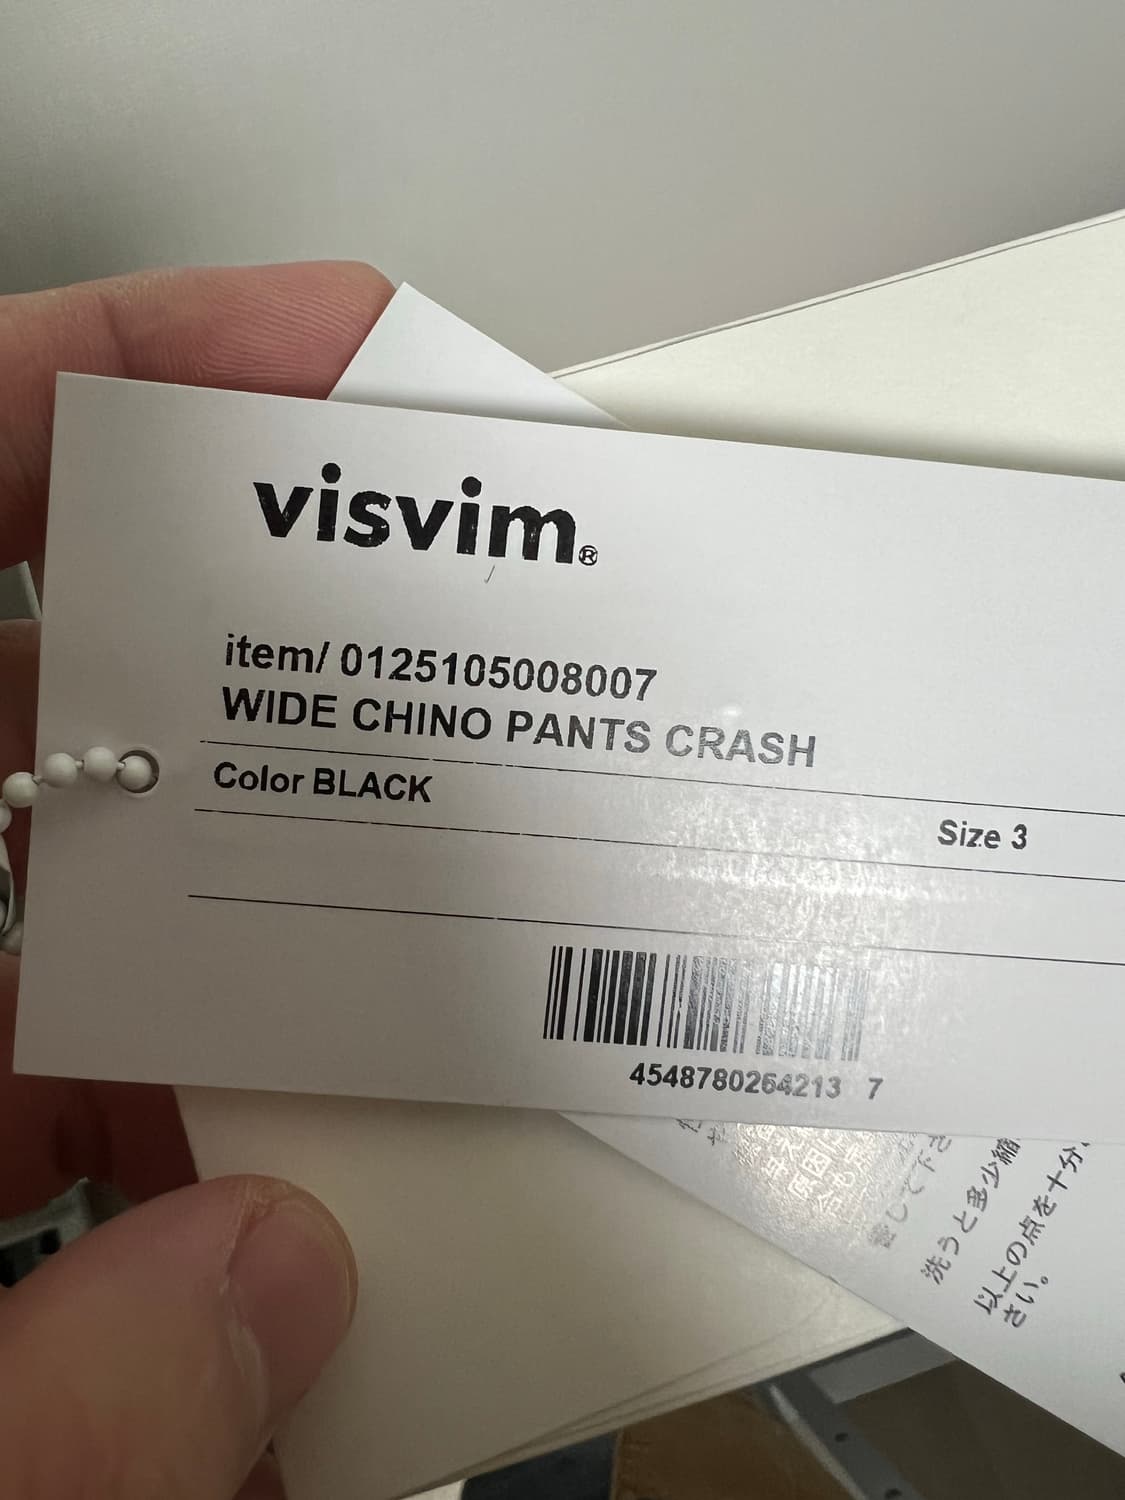 visvim®
item/ 0125105008007
WIDE CHINO PANTS CRASH
Color BLACK
Size 3
4548780264213 7
洗うと多少縮
以上の点を十分
さい。